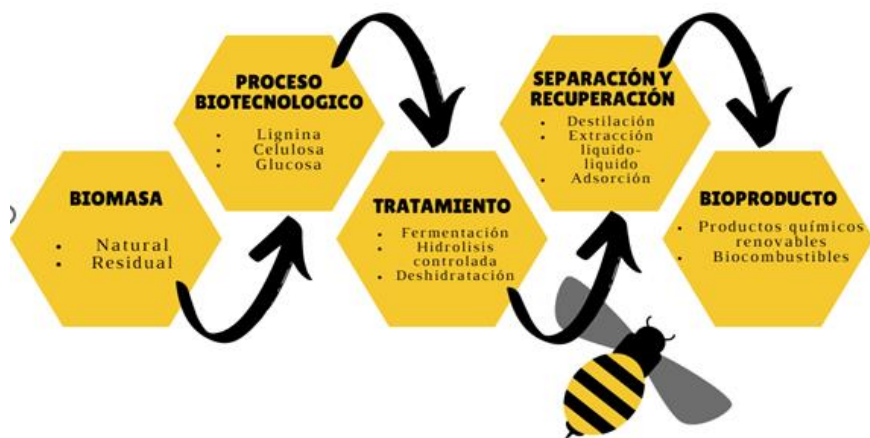 BIOMASA
• Natural
• Residual
PROCESO
BIOTECNOLOGICO
• Lignina
• Celulosa
• Glucosa
TRATAMIENTO
• Fermentación
• Hidrolisis
controlada
• Deshidratación
SEPARACIÓN Y
RECUPERACIÓN
• Destilación
• Extracción
liquido-
liquido
• Adsorción
BIOPRODUCTO
• Productos químicos
renovables
• Biocombustibles